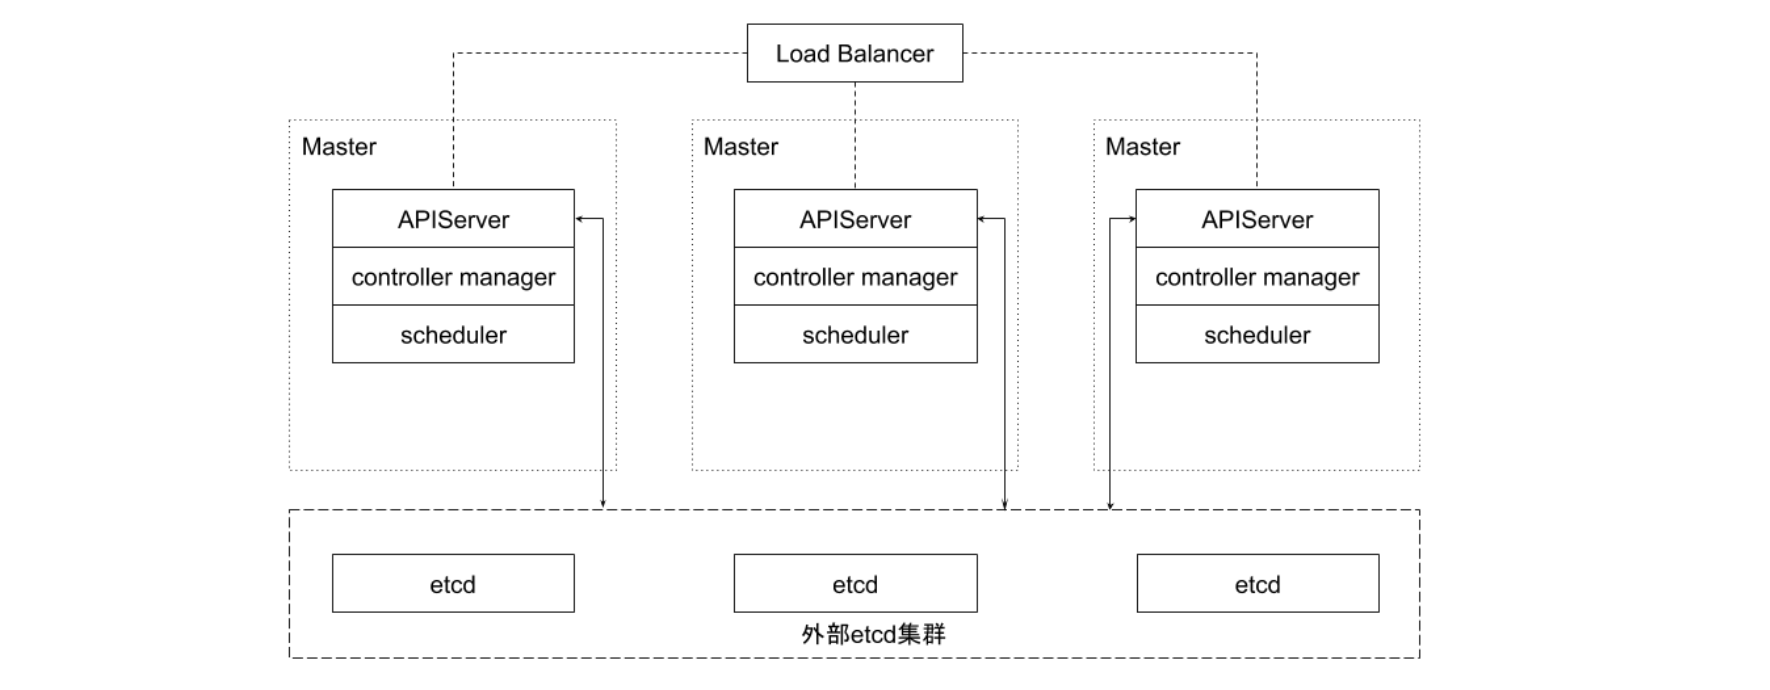 Load Balancer
Master
Master
Master
APIServer
APIServer
APIServer
controller manager
controller manager
controller manager
scheduler
scheduler
scheduler
etcd
etcd
etcd
外部etcd集群